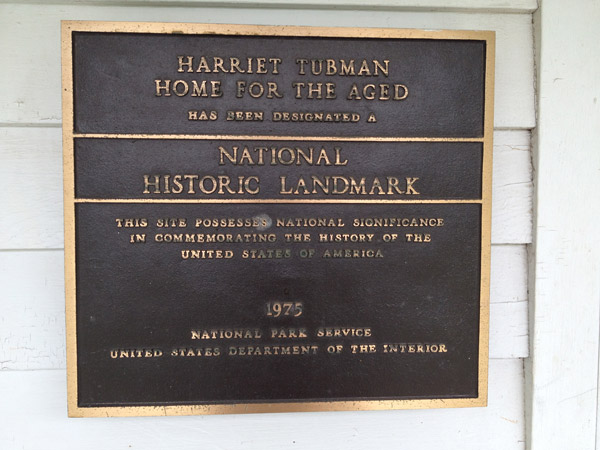 HARRIET TUBMAN
HOME FOR THE AGED
HAS BEEN DESIGNATED A
NATIONAL
HISTORIC LANDMARK
THIS SITE POSSESSES NATIONAL SIGNIFICANCE
IN COMMEMORATING THE HISTORY OF THE
UNITED STATES OF AMERICA
1975
NATIONAL PARK SERVICE
UNITED STATES DEPARTMENT OF THE INTERIOR